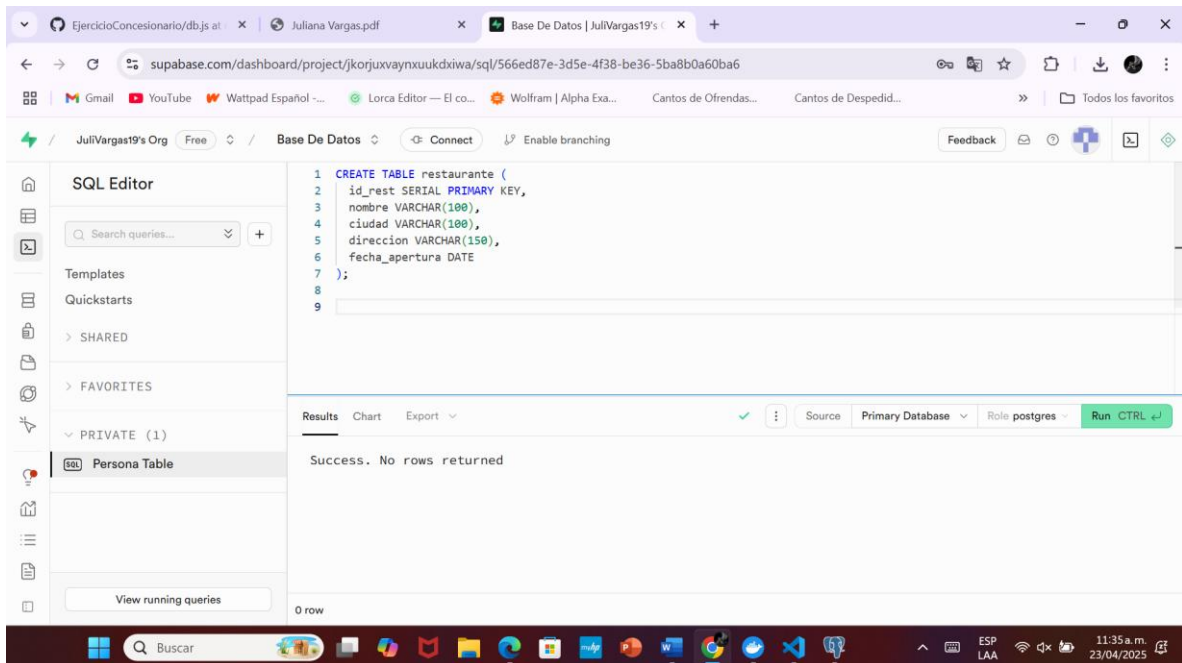 EjercicioConcesionario/db.js at
Juliana Vargas.pdf
Base De Datos | JuliVargas19's
supabase.com/dashboard/project/jkorjuxvaynxuukdxiwa/sql/566ed87e-3d5e-4f38-be36-5ba8b0a60ba6
Gmail YouTube Wattpad Español -... Lorca Editor — El co... Wolfram | Alpha Exa... Cantos de Ofrendas... Cantos de Despedid... » Todos los favoritos
/ JuliVargas19's Org Free / Base De Datos Connect Enable branching Feedback
SQL Editor
Search queries...
Templates
Quickstarts
> SHARED
> FAVORITES
PRIVATE (1)
SQL Persona Table
View running queries
1 CREATE TABLE restaurante (
2 id_rest SERIAL PRIMARY KEY,
3 nombre VARCHAR(100),
4 ciudad VARCHAR(100),
5 direccion VARCHAR(150),
6 fecha_apertura DATE
7 );
8
9
Results Chart Export Source Primary Database Role postgres Run CTRL ↵
Success. No rows returned
0 row
Buscar
ESP
LAA
11:35 a.m.
23/04/2025